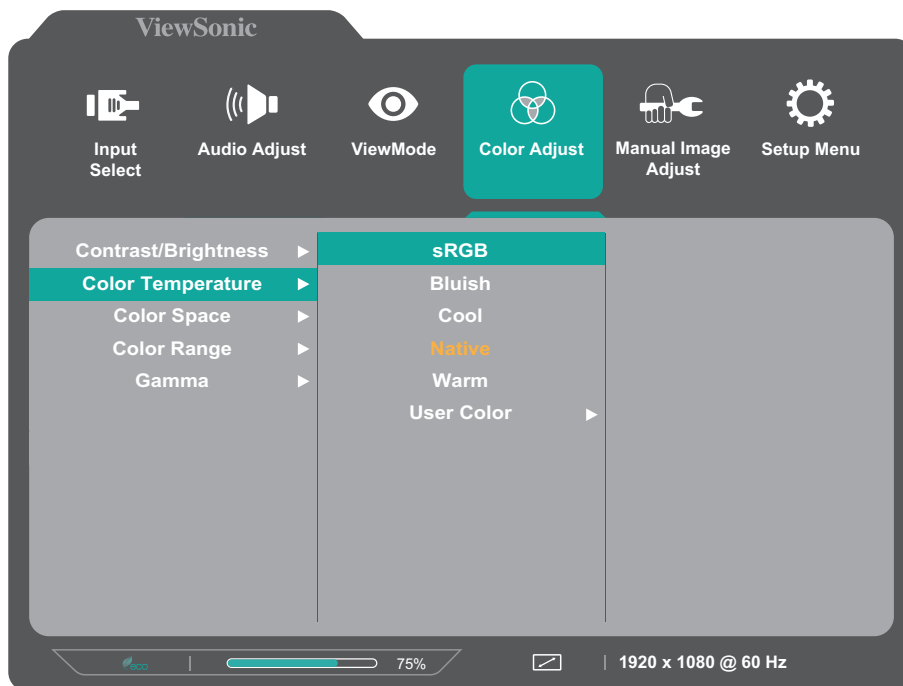 ViewSonic
Input
Select
Audio Adjust
ViewMode
Color Adjust
Manual Image
Adjust
Setup Menu
Contrast/Brightness
Color Temperature
Color Space
Color Range
Gamma
sRGB
Bluish
Cool
Native
Warm
User Color
eco
75%
1920 x 1080 @ 60 Hz